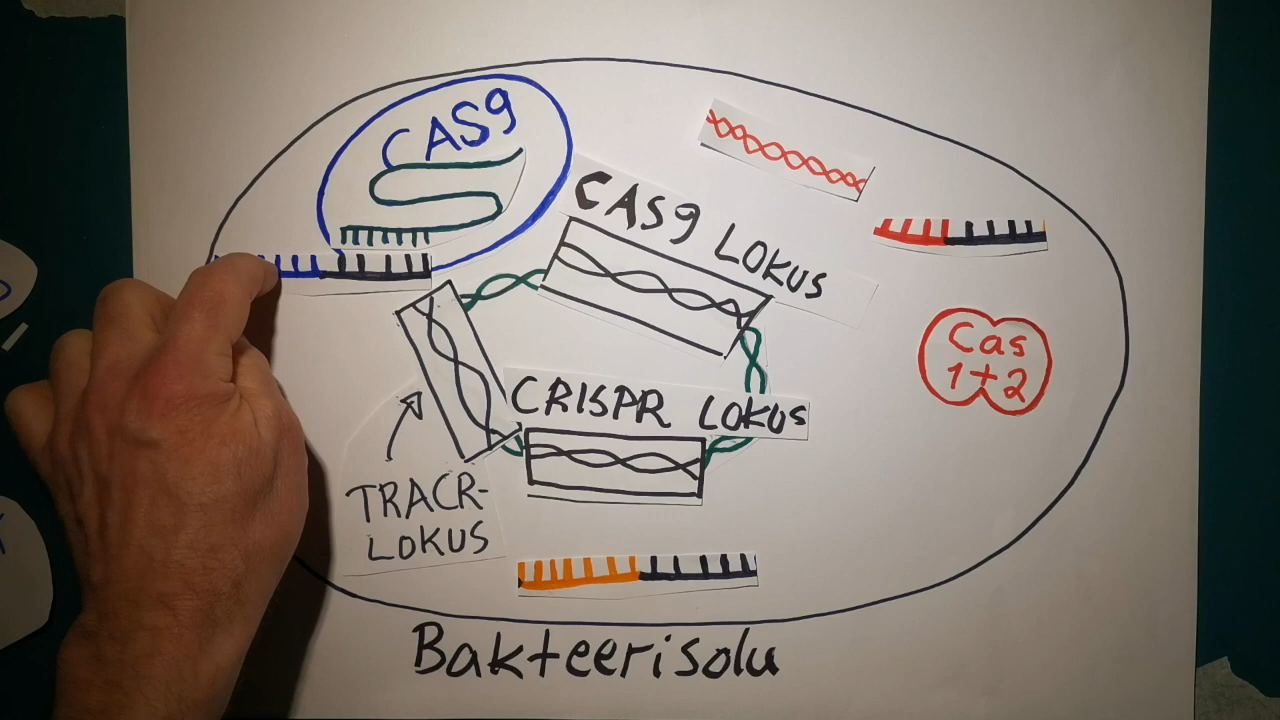 CAS9
CAS9 LOKUS
Cas
1+2
CRISPR LOKUS
TRACR-
LOKUS
Bakteerisolu